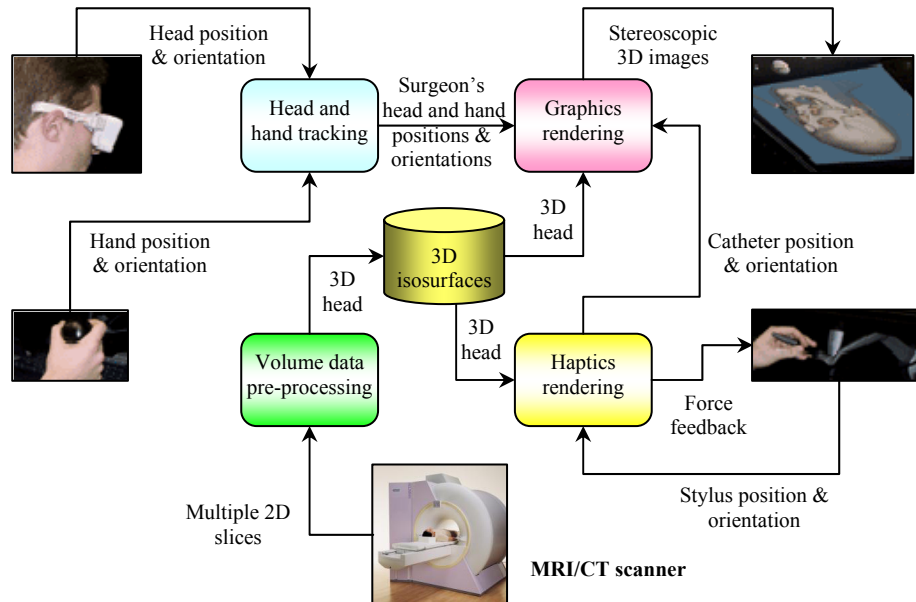 Head position
& orientation
Stereoscopic
3D images
Head and
hand tracking
Surgeon’s
head and hand
positions &
orientations
Graphics
rendering
Hand position
& orientation
3D
isosurfaces
3D
head
Catheter position
& orientation
3D
head
3D
head
Volume data
pre-processing
Haptics
rendering
Force
feedback
Multiple 2D
slices
Stylus position &
orientation
MRI/CT scanner